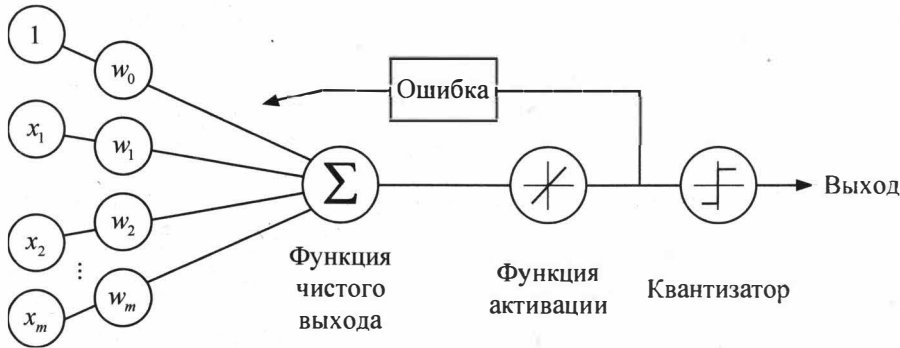 1
w₀
Ошибка
x₁
w₁
Σ
Выход
x₂
w₂
...
xₘ
wₘ
Функция
чистого
выхода
Функция
активации
Квантизатор